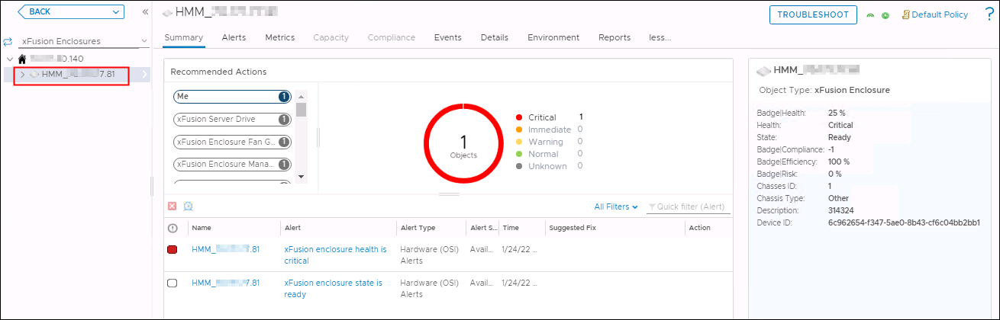 BACK
«
xFusion Enclosures
0.140
HMM_ 7.81
HMM_
TROUBLESHOOT
Default Policy
?
Summary Alerts Metrics Capacity Compliance Events Details Environment Reports less...
Recommended Actions
Me 1
xFusion Server Drive 1
xFusion Enclosure Fan G... 1
xFusion Enclosure Mana... 1
1
Objects
Critical 1
Immediate 0
Warning 0
Normal 0
Unknown 0
All Filters
Quick filter (Alert)
Name Alert Alert Type Alert S... Time Suggested Fix Action
HMM_ 7.81 xFusion enclosure health is critical Hardware (OSI) Alerts Avail... 1/24/22 ...
HMM_ 7.81 xFusion enclosure state is ready Hardware (OSI) Alerts Avail... 1/24/22 ...
HMM_
Object Type: xFusion Enclosure
Badge|Health: 25 %
Health: Critical
State: Ready
Badge|Compliance: -1
Badge|Efficiency: 100 %
Badge|Risk: 0 %
Chasses ID: 1
Chassis Type: Other
Description: 314324
Device ID: 6c962654-f347-5ae0-8b43-cf6c04bb2bb1